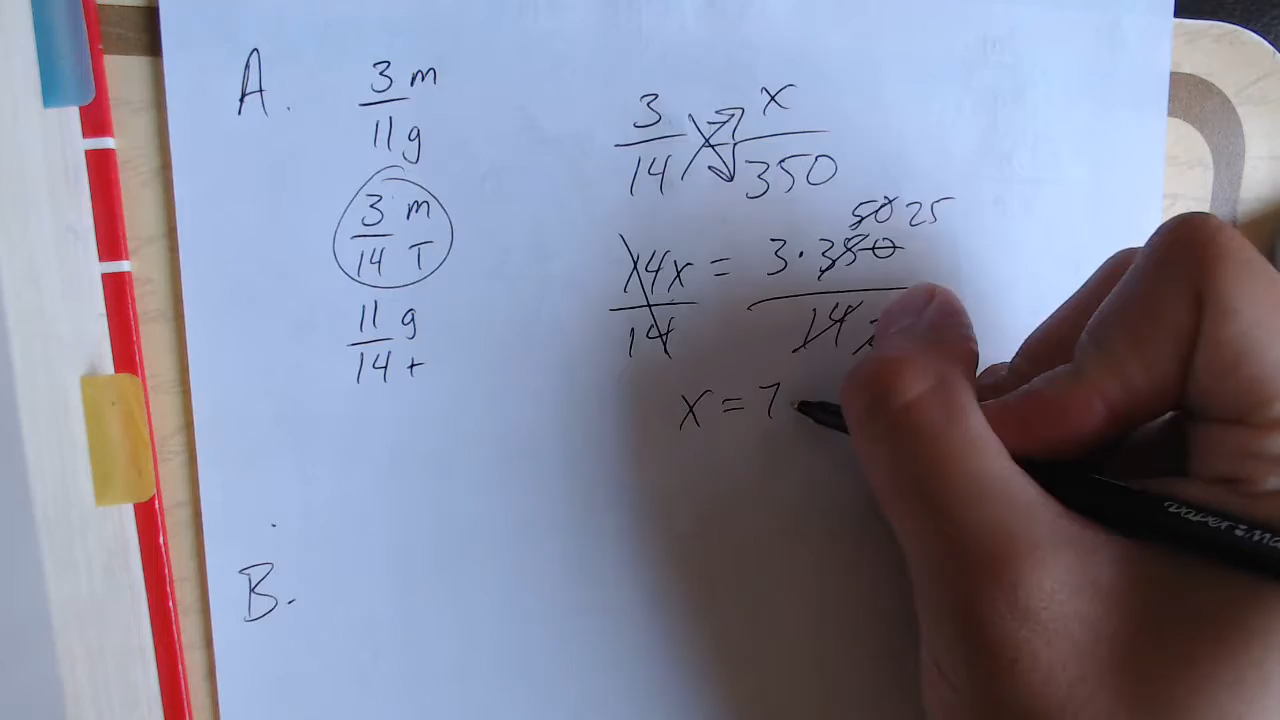 A.
3 m
11 g
3 m
14 T
11 g
14 t
3 x
14 350
50 25
14x = 3 · 350
14 14
x = 7
B.